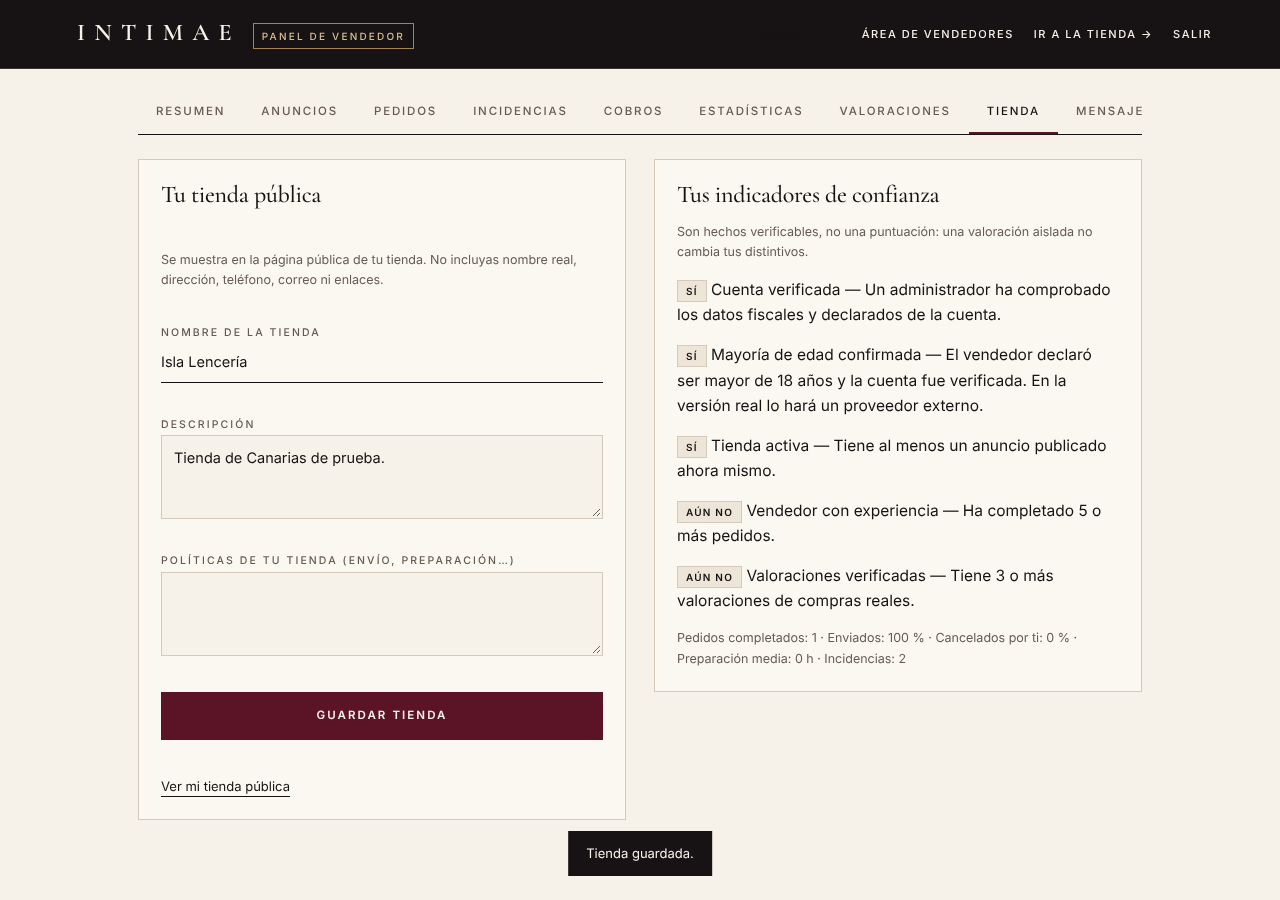 INTIMAE PANEL DE VENDEDOR ÁREA DE VENDEDORES IR A LA TIENDA → SALIR
RESUMEN ANUNCIOS PEDIDOS INCIDENCIAS COBROS ESTADÍSTICAS VALORACIONES TIENDA MENSAJE
Tu tienda pública
Se muestra en la página pública de tu tienda. No incluyas nombre real,
dirección, teléfono, correo ni enlaces.
NOMBRE DE LA TIENDA
Isla Lencería
DESCRIPCIÓN
Tienda de Canarias de prueba.
POLÍTICAS DE TU TIENDA (ENVÍO, PREPARACIÓN…)
GUARDAR TIENDA
Ver mi tienda pública
Tus indicadores de confianza
Son hechos verificables, no una puntuación: una valoración aislada no
cambia tus distintivos.
SÍ Cuenta verificada — Un administrador ha comprobado
los datos fiscales y declarados de la cuenta.
SÍ Mayoría de edad confirmada — El vendedor declaró
ser mayor de 18 años y la cuenta fue verificada. En la
versión real lo hará un proveedor externo.
SÍ Tienda activa — Tiene al menos un anuncio publicado
ahora mismo.
AÚN NO Vendedor con experiencia — Ha completado 5 o
más pedidos.
AÚN NO Valoraciones verificadas — Tiene 3 o más
valoraciones de compras reales.
Pedidos completados: 1 · Enviados: 100 % · Cancelados por ti: 0 % ·
Preparación media: 0 h · Incidencias: 2
Tienda guardada.